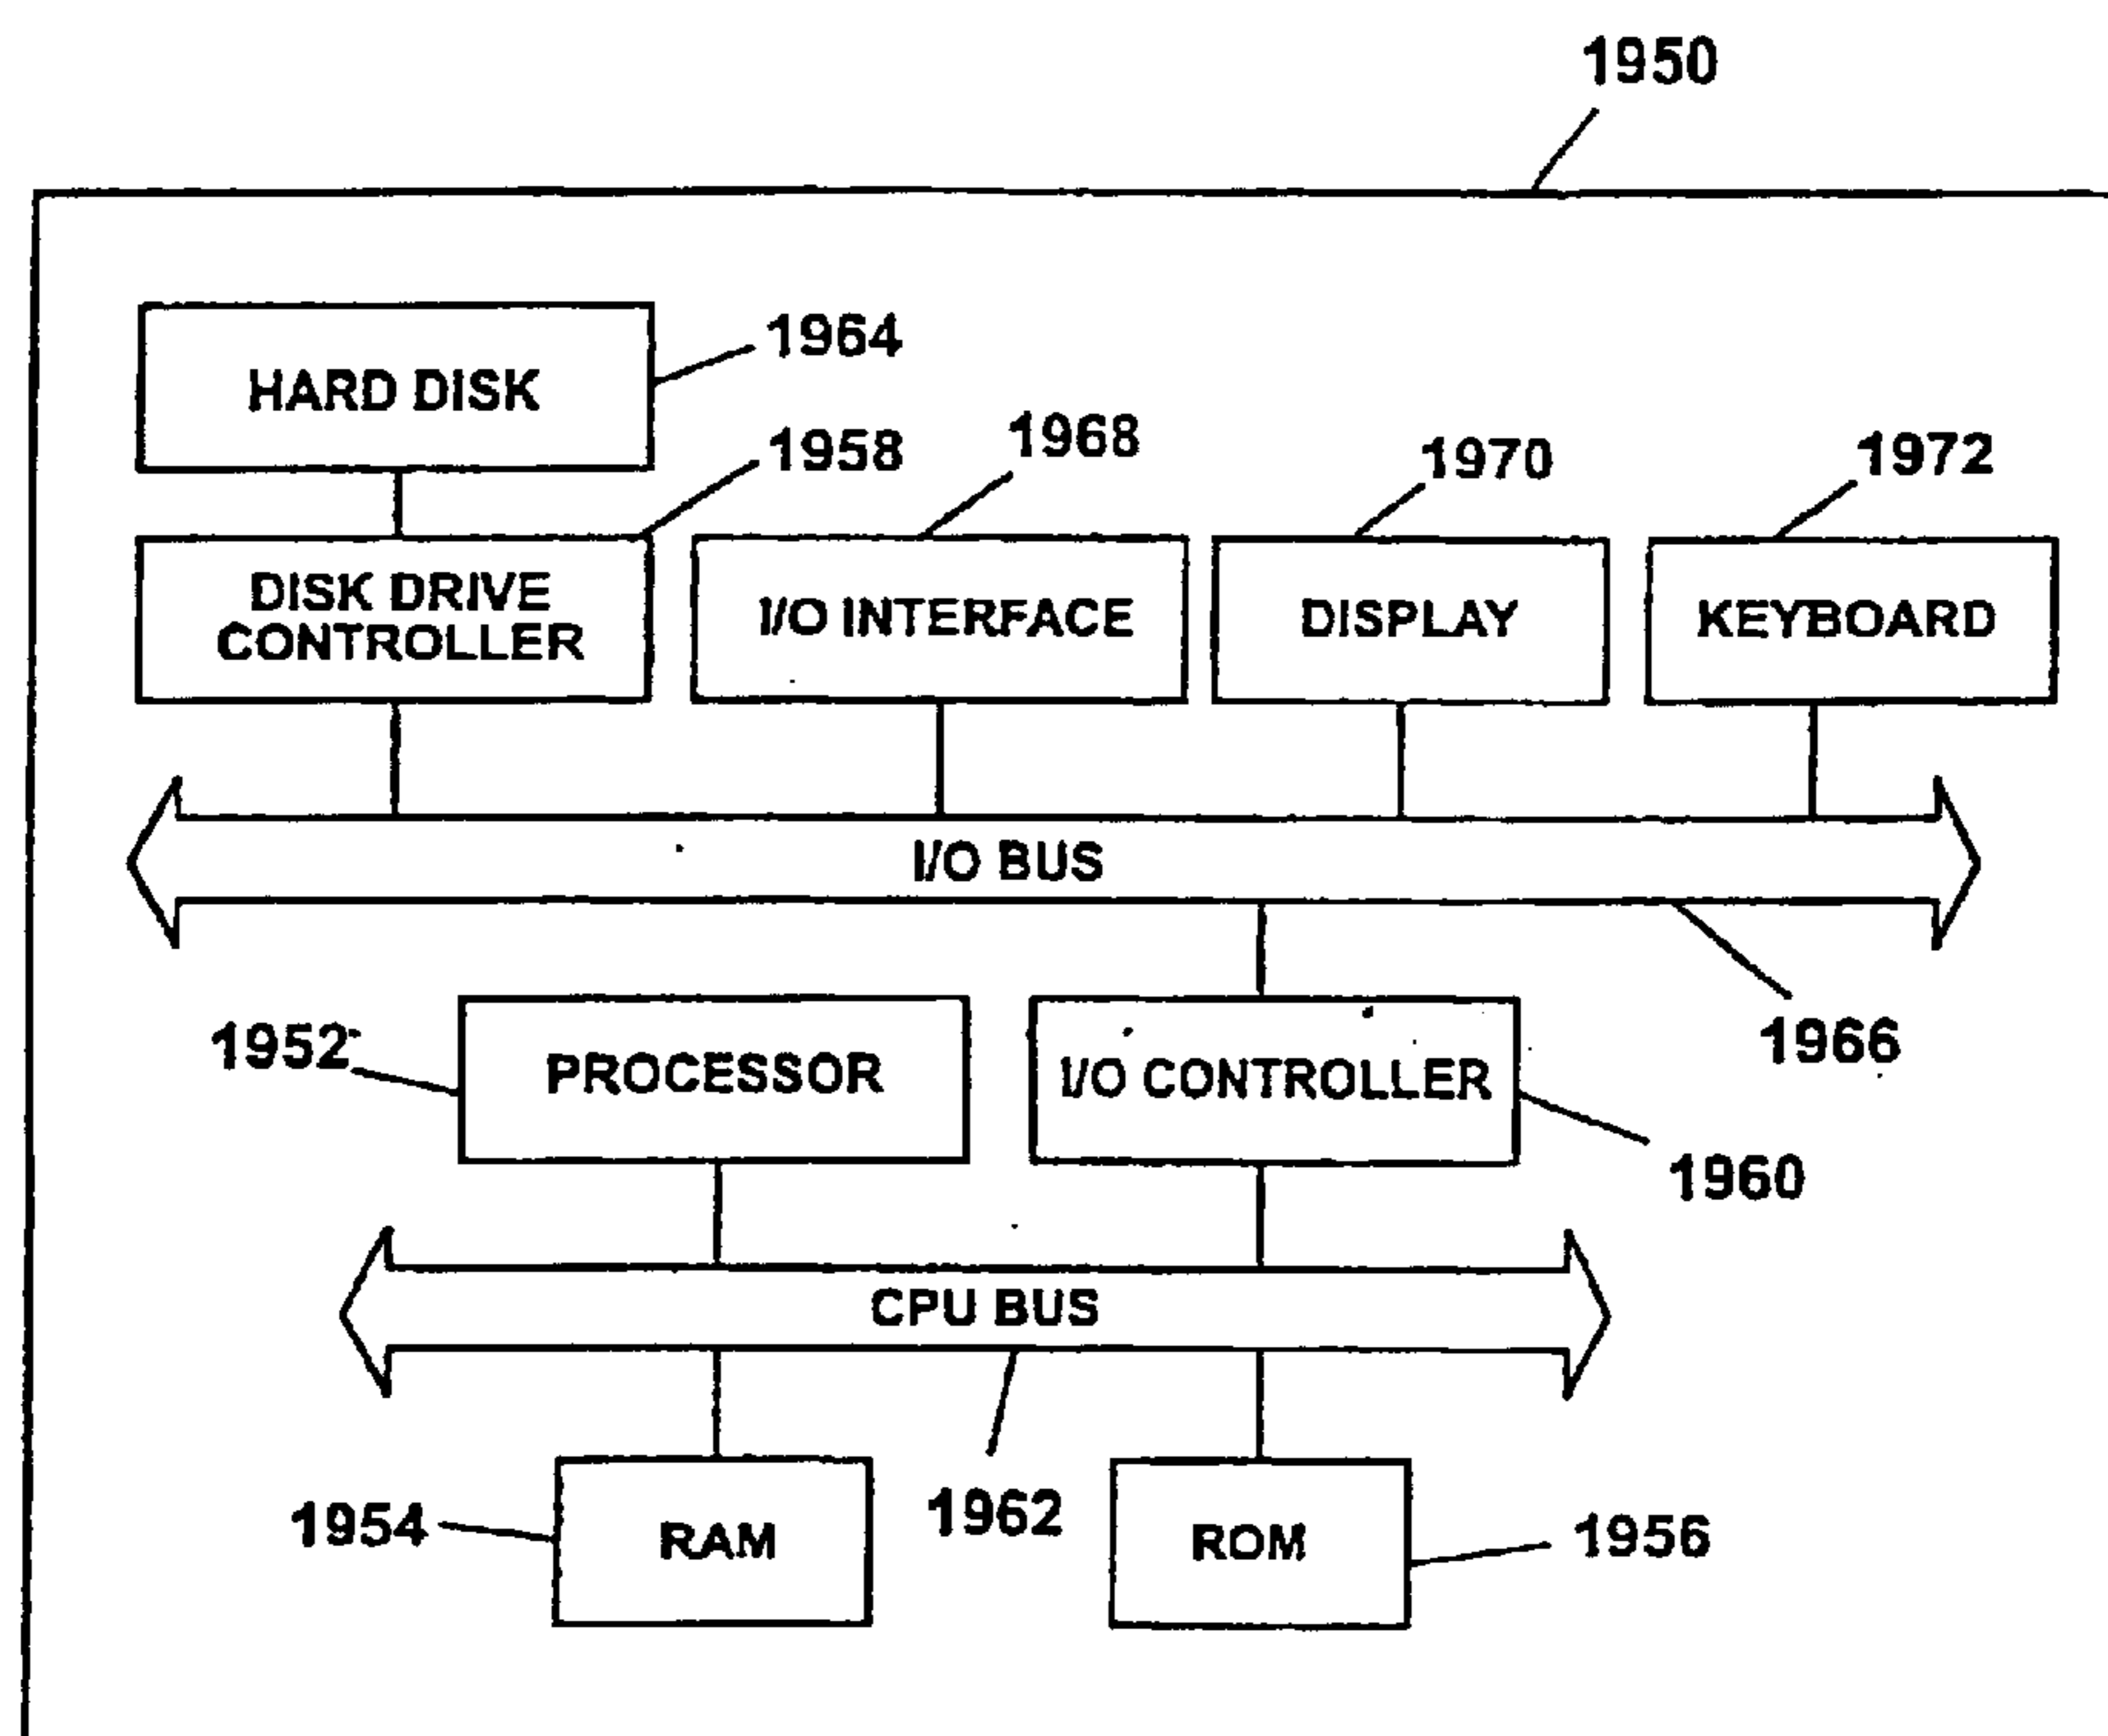 1950
HARD DISK
1964
1958
1968
1970
1972
DISK DRIVE
CONTROLLER
I/O INTERFACE
DISPLAY
KEYBOARD
I/O BUS
1966
1952
PROCESSOR
I/O CONTROLLER
1960
CPU BUS
1962
1954
RAM
ROM
1956